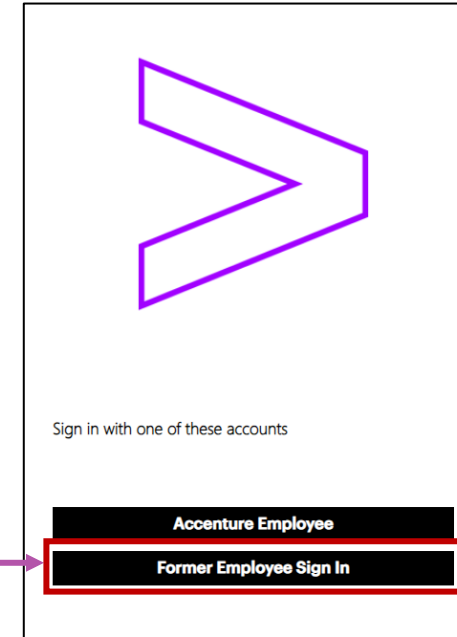 Sign in with one of these accounts
Accenture Employee
Former Employee Sign In